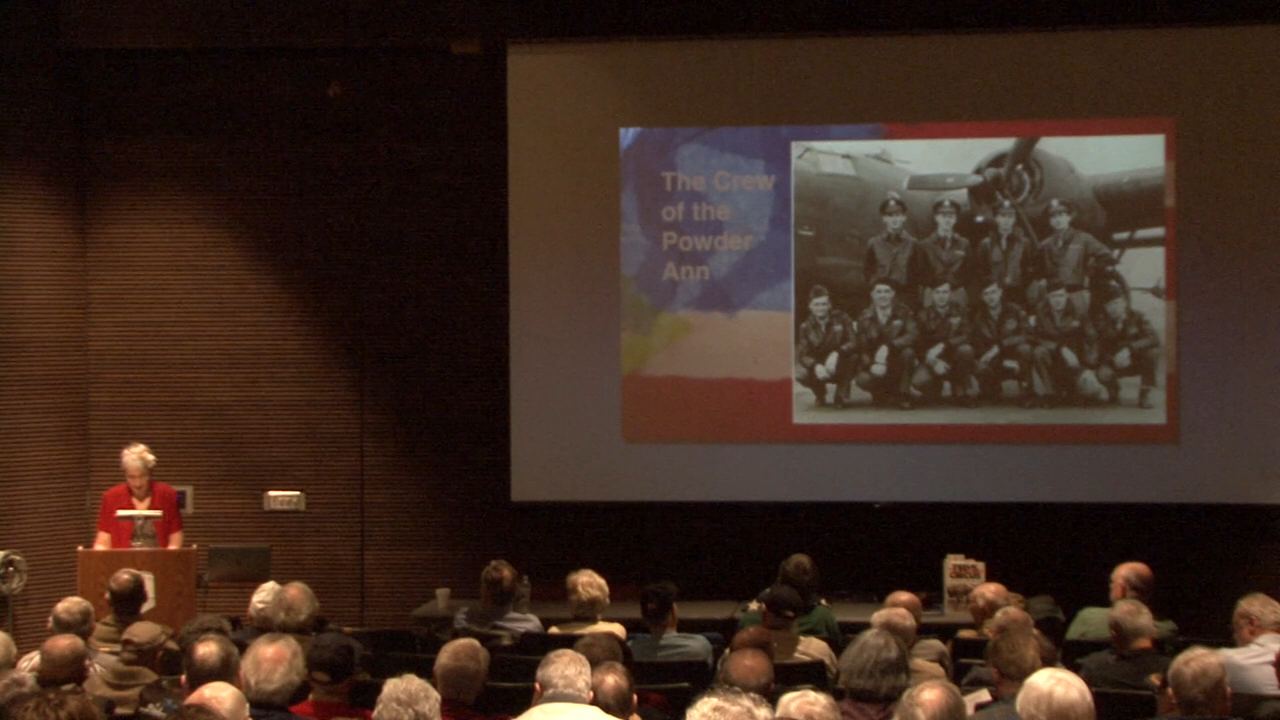 The Crew
of the
Powder
Ann